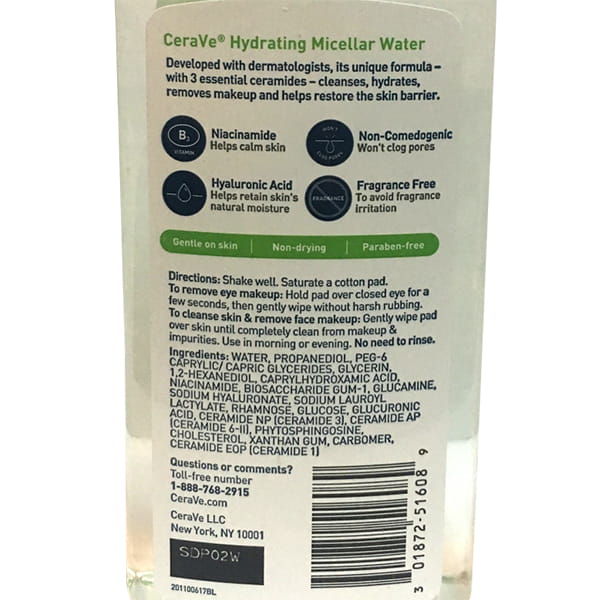 CeraVe® Hydrating Micellar Water
Developed with dermatologists, its unique formula –
with 3 essential ceramides – cleanses, hydrates,
removes makeup and helps restore the skin barrier.
B3
VITAMIN
Niacinamide
Helps calm skin
WON'T
CLOG PORES
Non-Comedogenic
Won't clog pores
Hyaluronic Acid
Helps retain skin's
natural moisture
FRAGRANCE
Fragrance Free
To avoid fragrance
irritation
Gentle on skin | Non-drying | Paraben-free
Directions: Shake well. Saturate a cotton pad.
To remove eye makeup: Hold pad over closed eye for a
few seconds, then gently wipe without harsh rubbing.
To cleanse skin & remove face makeup: Gently wipe pad
over skin until completely clean from makeup &
impurities. Use in morning or evening. No need to rinse.
Ingredients: WATER, PROPANEDIOL, PEG-6
CAPRYLIC/ CAPRIC GLYCERIDES, GLYCERIN,
1,2-HEXANEDIOL, CAPRYLHYDROXAMIC ACID,
NIACINAMIDE, BIOSACCHARIDE GUM-1, GLUCAMINE,
SODIUM HYALURONATE, SODIUM LAUROYL
LACTYLATE, RHAMNOSE, GLUCOSE, GLUCURONIC
ACID, CERAMIDE NP (CERAMIDE 3), CERAMIDE AP
(CERAMIDE 6-II), PHYTOSPHINGOSINE,
CHOLESTEROL, XANTHAN GUM, CARBOMER,
CERAMIDE EOP (CERAMIDE 1)
Questions or comments?
Toll-free number
1-888-768-2915
CeraVe.com
CeraVe LLC
New York, NY 10001
SDP02W
201100617BL
3 01872-51608 9